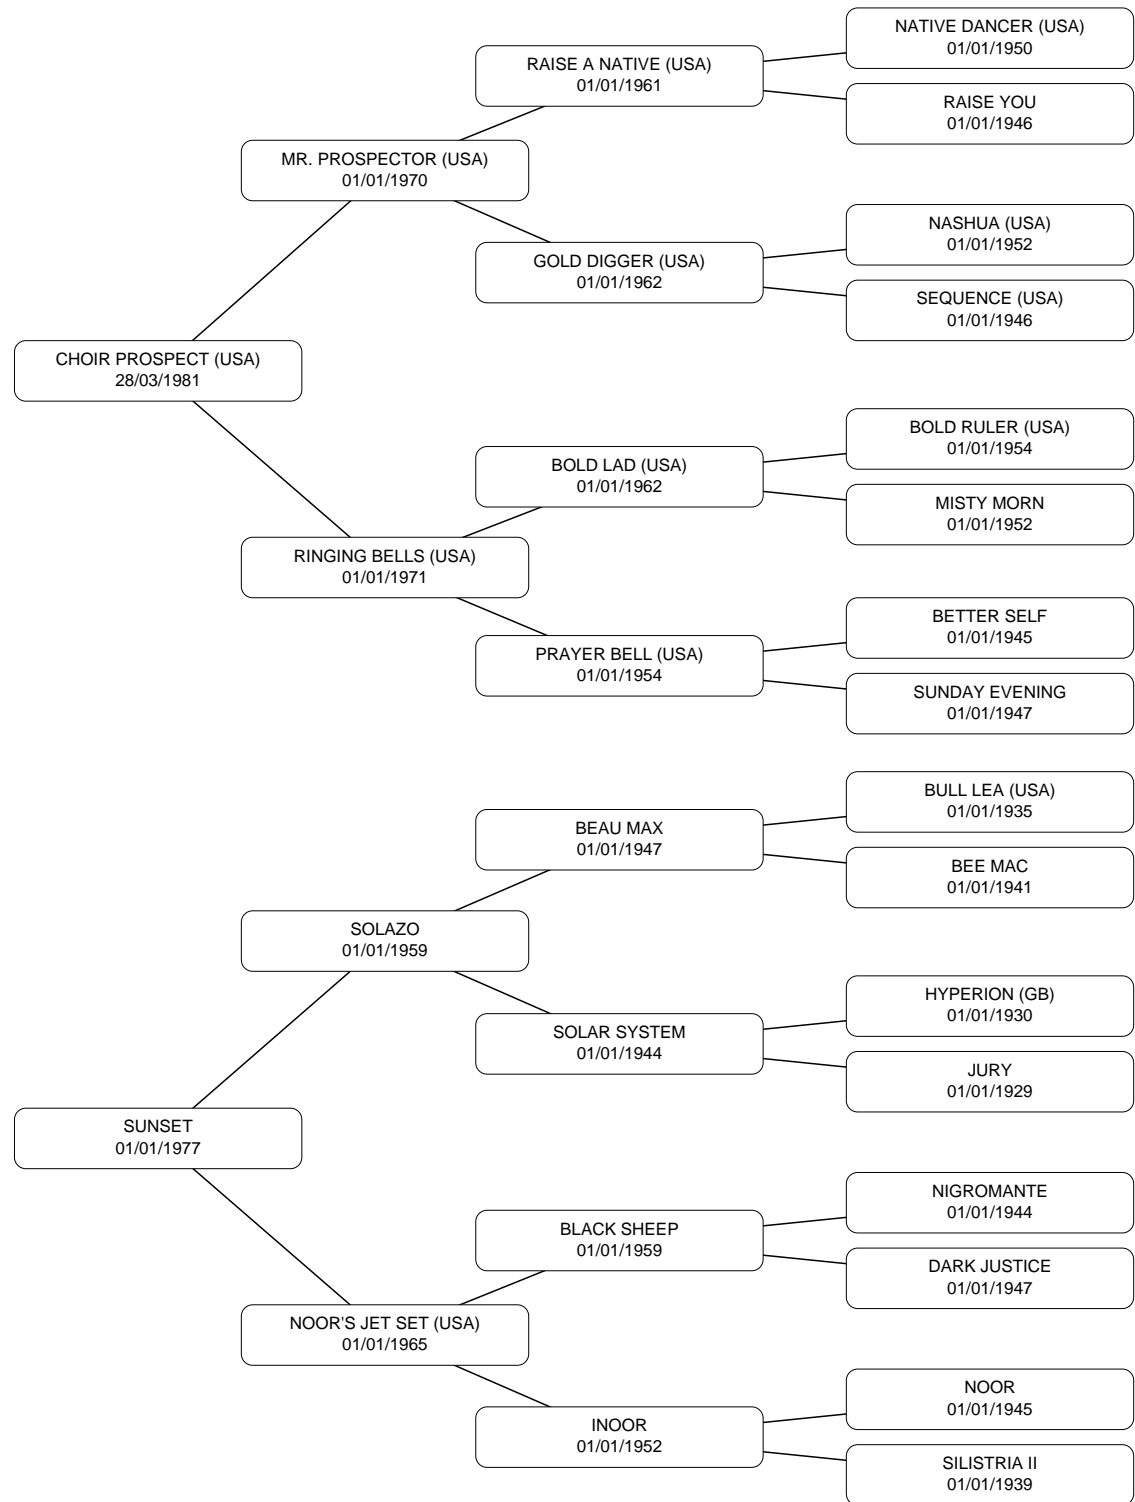 NATIVE DANCER (USA)
01/01/1950
RAISE A NATIVE (USA)
01/01/1961
RAISE YOU
01/01/1946
MR. PROSPECTOR (USA)
01/01/1970
NASHUA (USA)
01/01/1952
GOLD DIGGER (USA)
01/01/1962
SEQUENCE (USA)
01/01/1946
CHOIR PROSPECT (USA)
28/03/1981
BOLD RULER (USA)
01/01/1954
BOLD LAD (USA)
01/01/1962
MISTY MORN
01/01/1952
RINGING BELLS (USA)
01/01/1971
BETTER SELF
01/01/1945
PRAYER BELL (USA)
01/01/1954
SUNDAY EVENING
01/01/1947
BULL LEA (USA)
01/01/1935
BEAU MAX
01/01/1947
BEE MAC
01/01/1941
SOLAZO
01/01/1959
HYPERION (GB)
01/01/1930
SOLAR SYSTEM
01/01/1944
JURY
01/01/1929
SUNSET
01/01/1977
NIGROMANTE
01/01/1944
BLACK SHEEP
01/01/1959
DARK JUSTICE
01/01/1947
NOOR'S JET SET (USA)
01/01/1965
NOOR
01/01/1945
INOOR
01/01/1952
SILISTRIA II
01/01/1939